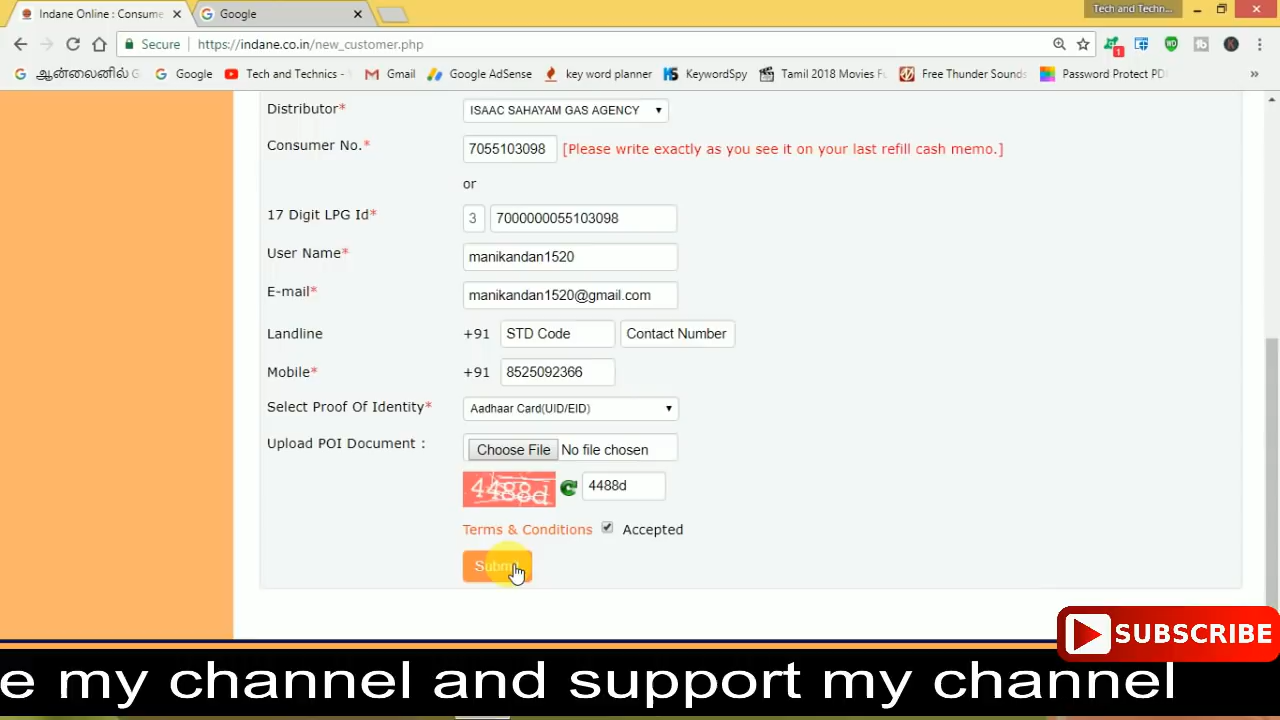 Indane Online : Consume
Google
Tech and Techn...
Secure
https://indane.co.in/new_customer.php
1
WD
K
ஆன்லைனில் G
Google
Tech and Technics -
Gmail
Google AdSense
key word planner
KeywordSpy
Tamil 2018 Movies Fu
Free Thunder Sounds
Password Protect PD
»
Distributor* ISAAC SAHAYAM GAS AGENCY
Consumer No.* 7055103098 [Please write exactly as you see it on your last refill cash memo.]
or
17 Digit LPG Id* 3 7000000055103098
User Name* manikandan1520
E-mail* manikandan1520@gmail.com
Landline +91 STD Code Contact Number
Mobile* +91 8525092366
Select Proof Of Identity* Aadhaar Card(UID/EID)
Upload POI Document : Choose File No file chosen
4488d 4488d
Terms & Conditions Accepted
Submit
SUBSCRIBE
e my channel and support my channel